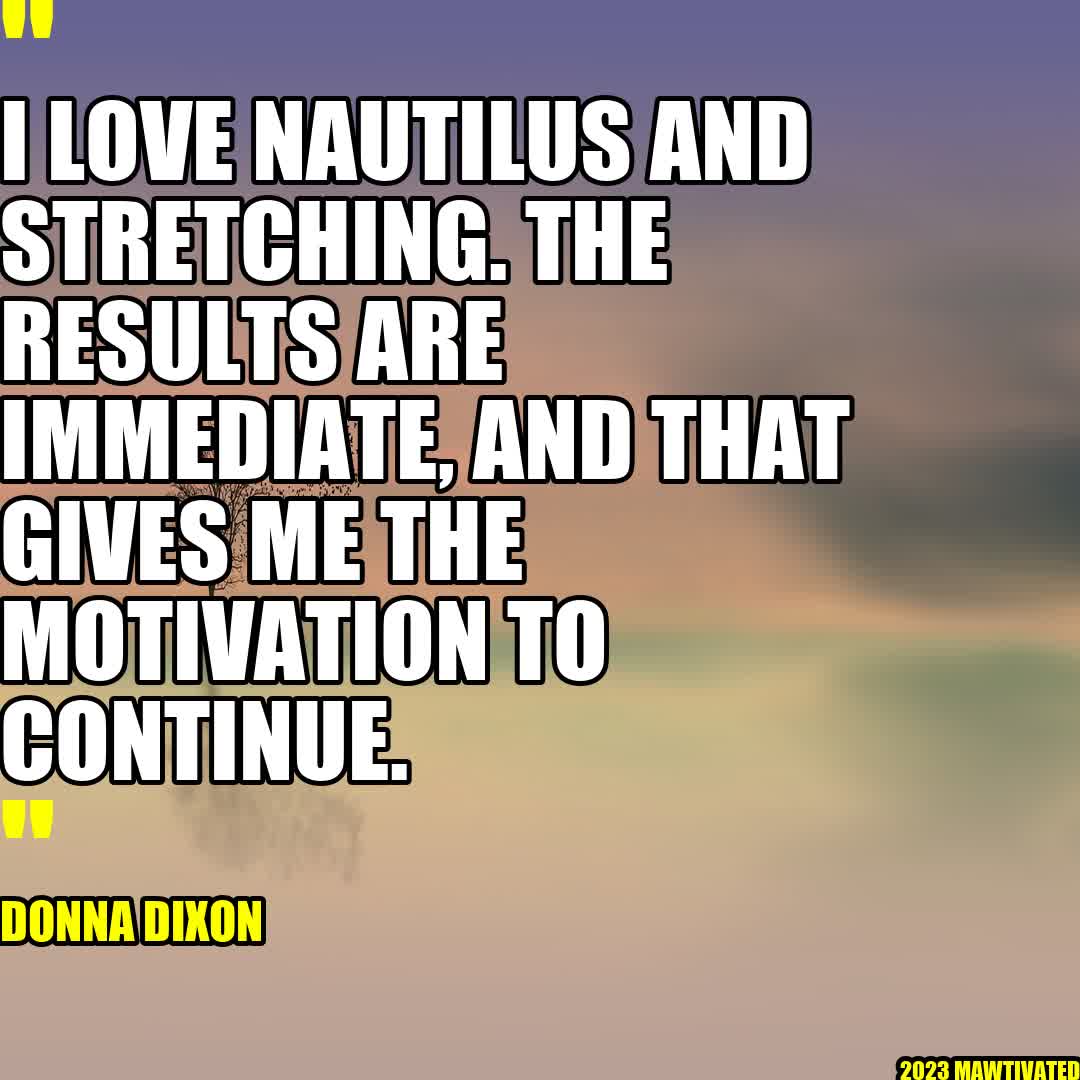 "
I LOVE NAUTILUS AND
STRETCHING. THE
RESULTS ARE
IMMEDIATE, AND THAT
GIVES ME THE
MOTIVATION TO
CONTINUE.
"
DONNA DIXON
2023 MAWTIVATED